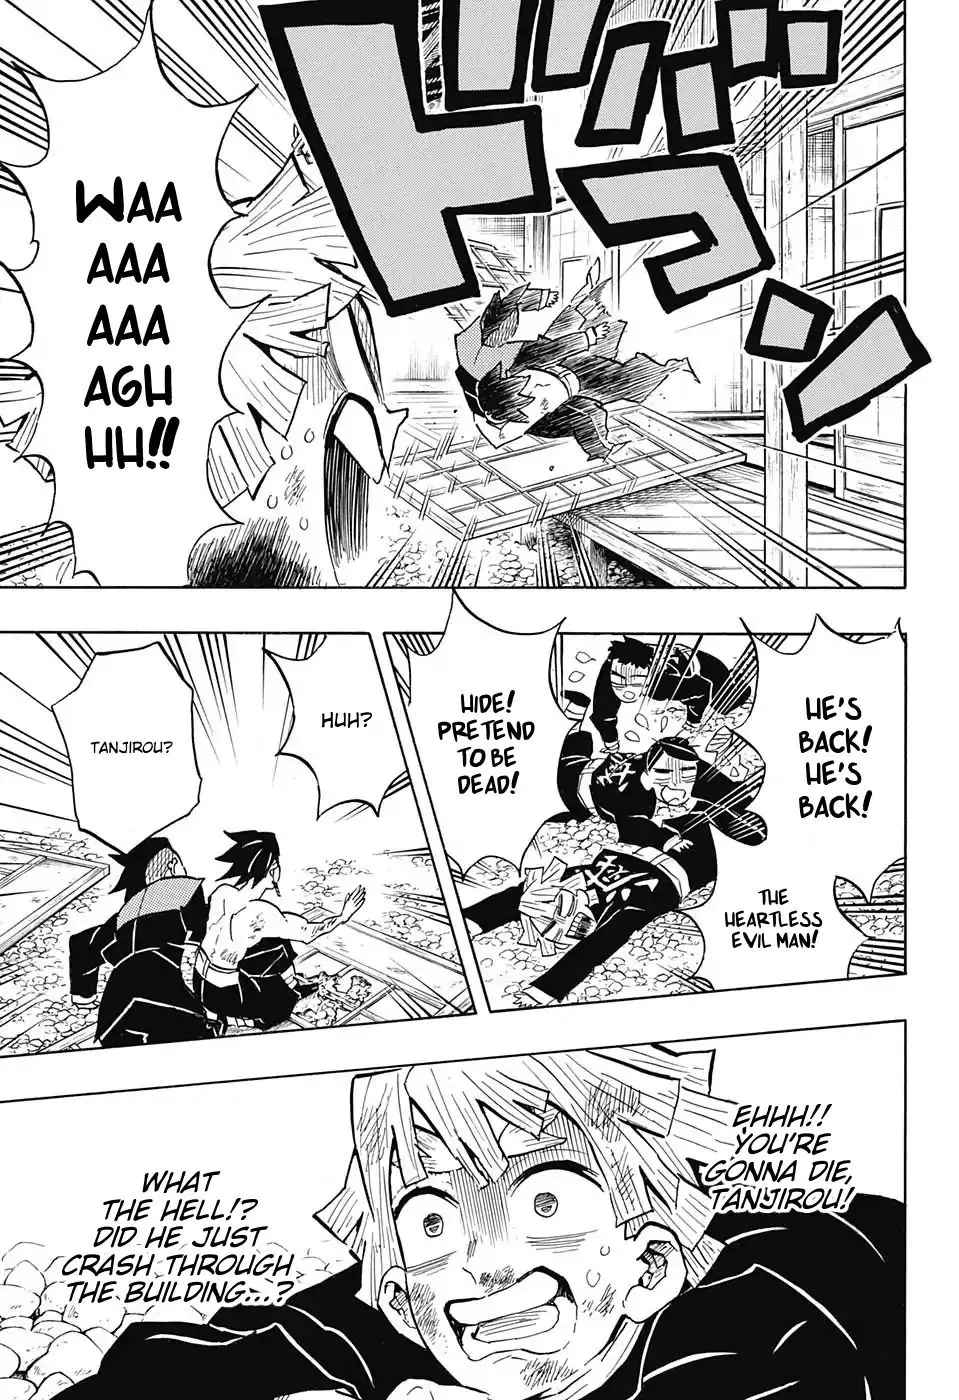 ドゴッ
WAA
AAA
AAA
AGH
HH!!
HE'S
BACK!
HE'S
BACK!
THE
HEARTLESS
EVIL MAN!
HIDE!
PRETEND
TO BE
DEAD!
HUH?
TANJIROU?
EHHH!!
YOU'RE
GONNA DIE,
TANJIROU!
WHAT
THE HELL!?
DID HE JUST
CRASH THROUGH
THE BUILDING...?